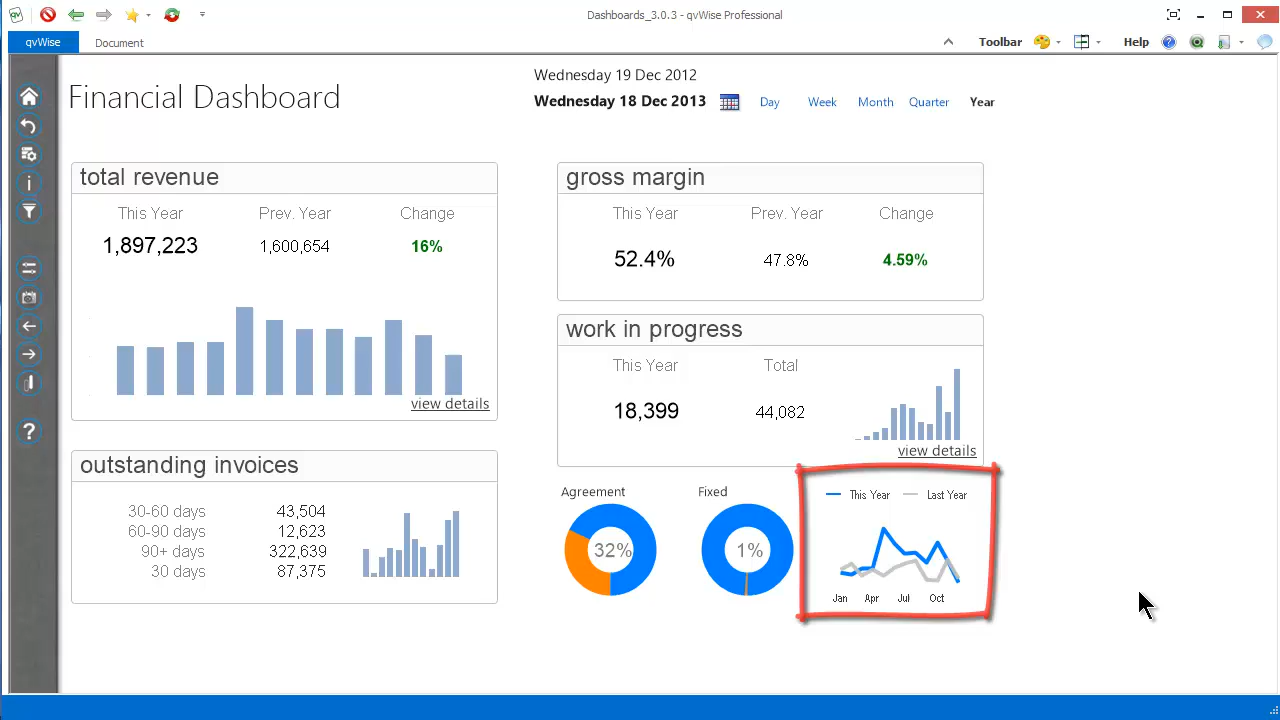 Dashboards_3.0.3 - qvWise Professional
qvWise Document Toolbar Help
Financial Dashboard
Wednesday 19 Dec 2012
Wednesday 18 Dec 2013 Day Week Month Quarter Year
total revenue
This Year Prev. Year Change
1,897,223 1,600,654 16%
view details
gross margin
This Year Prev. Year Change
52.4% 47.8% 4.59%
work in progress
This Year Total
18,399 44,082
view details
outstanding invoices
30-60 days 43,504
60-90 days 12,623
90+ days 322,639
30 days 87,375
Agreement
32%
Fixed
1%
This Year Last Year
Jan Apr Jul Oct